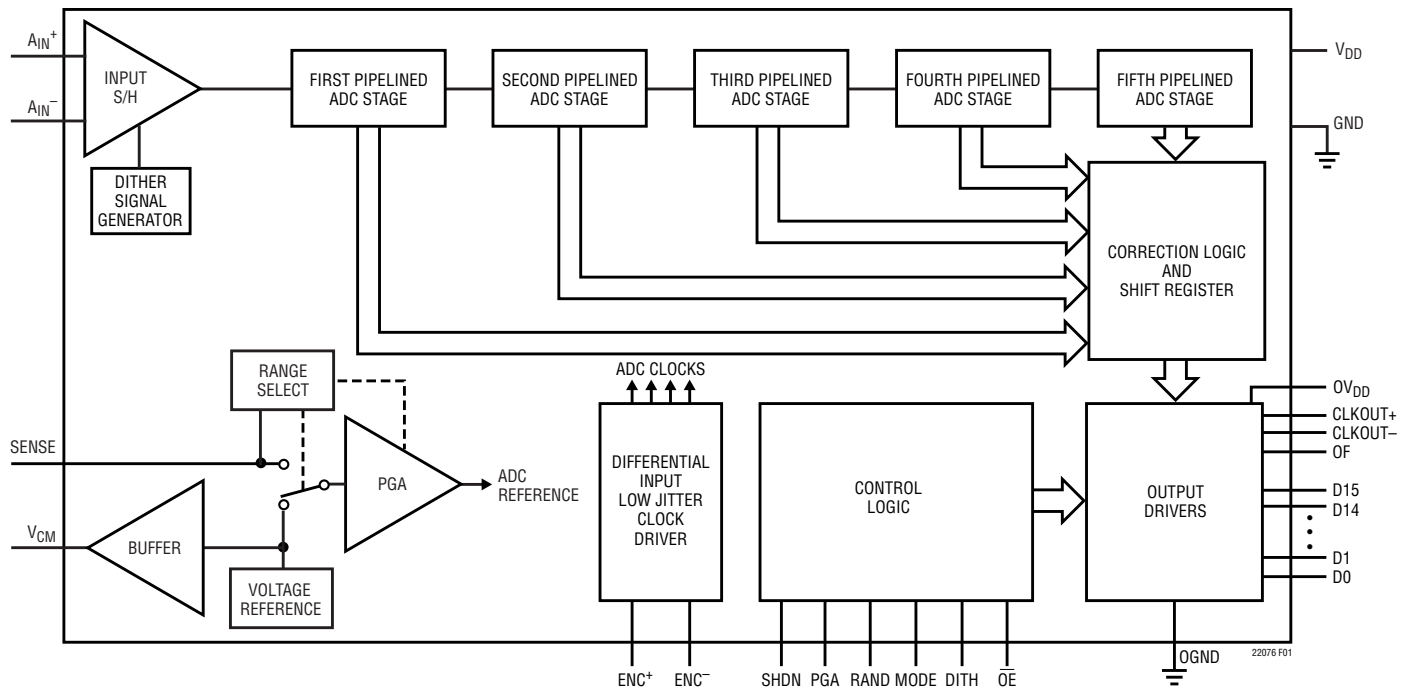 AIN+
AIN−
INPUT
S/H
DITHER
SIGNAL
GENERATOR
FIRST PIPELINED
ADC STAGE
SECOND PIPELINED
ADC STAGE
THIRD PIPELINED
ADC STAGE
FOURTH PIPELINED
ADC STAGE
FIFTH PIPELINED
ADC STAGE
VDD
GND
CORRECTION LOGIC
AND
SHIFT REGISTER
RANGE
SELECT
SENSE
PGA
ADC
REFERENCE
VCM
BUFFER
VOLTAGE
REFERENCE
ADC CLOCKS
DIFFERENTIAL
INPUT
LOW JITTER
CLOCK
DRIVER
CONTROL
LOGIC
OUTPUT
DRIVERS
OVDD
CLKOUT+
CLKOUT–
OF
D15
D14
D1
D0
ENC+
ENC−
SHDN
PGA
RAND
MODE
DITH
O̅E̅
OGND
22076 F01